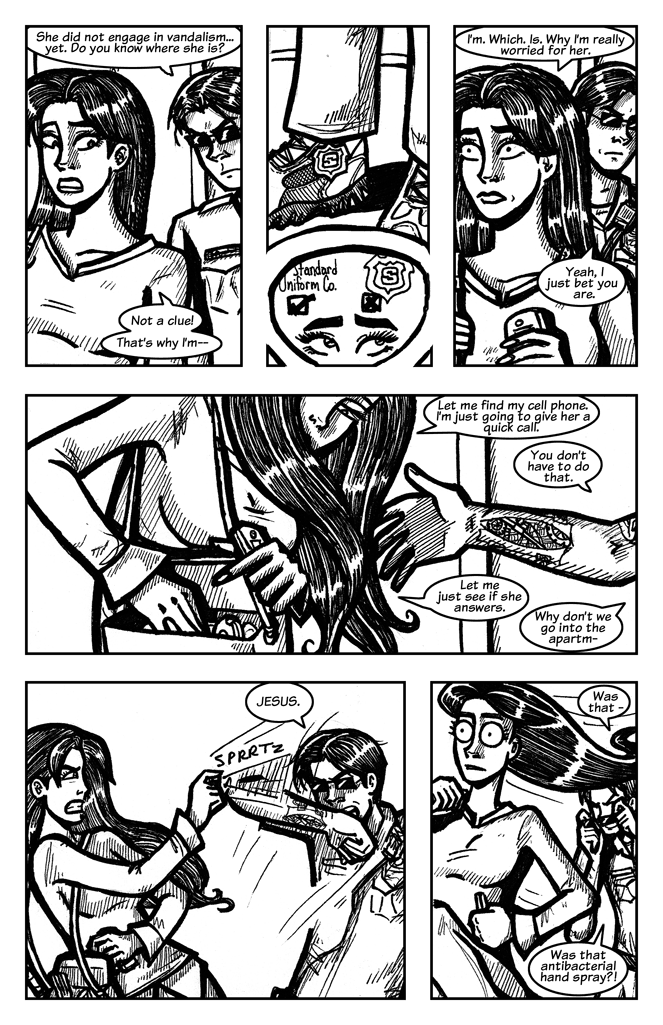 She did not engage in vandalism...
yet. Do you know where she is?
Not a clue!
That's why I'm--
S
Standard
Uniform Co.
S
I'm. Which. Is. Why I'm really
worried for her.
Yeah, I
just bet you
are.
Let me find my cell phone.
I'm just going to give her a
quick call.
You don't
have to do
that.
Let me
just see if she
answers.
Why don't we
go into the
apartm-
JESUS.
SPRRTZ
Was
that -
Was that
antibacterial
hand spray?!